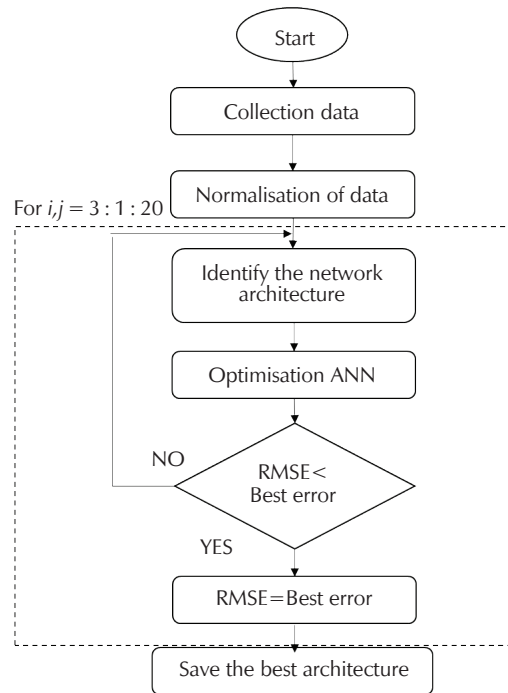 Start
Collection data
Normalisation of data
For i,j = 3 : 1 : 20
Identify the network
architecture
Optimisation ANN
NO
RMSE<
Best error
YES
RMSE=Best error
Save the best architecture